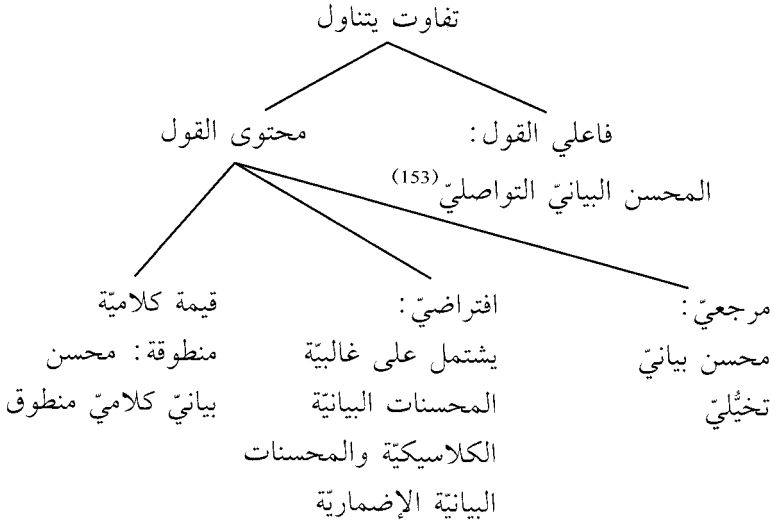 تفاوت يتناول
فاعلي القول:
المحسن البيانيّ التواصليّ(153)
محتوى القول
مرجعيّ:
محسن بيانيّ
تخيُّليّ
افتراضيّ:
يشتمل على غالبيّة
المحسنات البيانيّة
الكلاسيكيّة والمحسنات
البيانيّة الإضماريّة
قيمة كلاميّة
منطوقة: محسن
بيانيّ كلاميّ منطوق